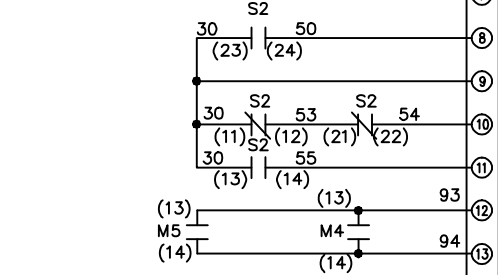 S2
30 50 8
(23) (24)
9
S2 S2
30 53 54 10
(11) (12) (21) (22)
S2
30 55 11
(13) (14)
(13) 93
(13) 12
M5 M4
94
(14) 13
(14)